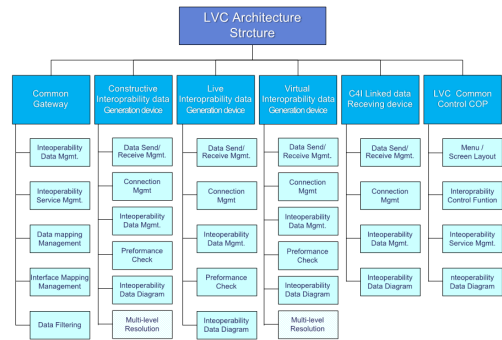 LVC Architecture
Strcture
Common
Gateway
Inteoperability
Data Mgmt.
Inteoperability
Service Mgmt.
Data mapping
Management
Interface Mapping
Management
Data Filtering
Constructive
Interoprability data
Generation device
Data Send/
Receive Mgmt.
Connection
Mgmt
Inteoperability
Data Mgmt.
Preformance
Check
Inteoperability
Data Diagram
Multi-level
Resolution
Live
Interoprability data
Generation device
Data Send/
Receive Mgmt.
Connection
Mgmt
Inteoperability
Data Mgmt.
Preformance
Check
Inteoperability
Data Diagram
Virtual
Interoprability data
Generation device
Data Send/
Receive Mgmt.
Connection
Mgmt
Inteoperability
Data Mgmt.
Preformance
Check
Inteoperability
Data Diagram
Multi-level
Resolution
C4I Linked data
Receving device
Data Send/
Receive Mgmt.
Connection
Mgmt
Inteoperability
Data Mgmt.
Inteoperability
Data Diagram
LVC Common
Control COP
Menu /
Screen Layout
Interoprability
Control Funtion
Inteoperability
Service Mgmt.
nteoperability
Data Diagram